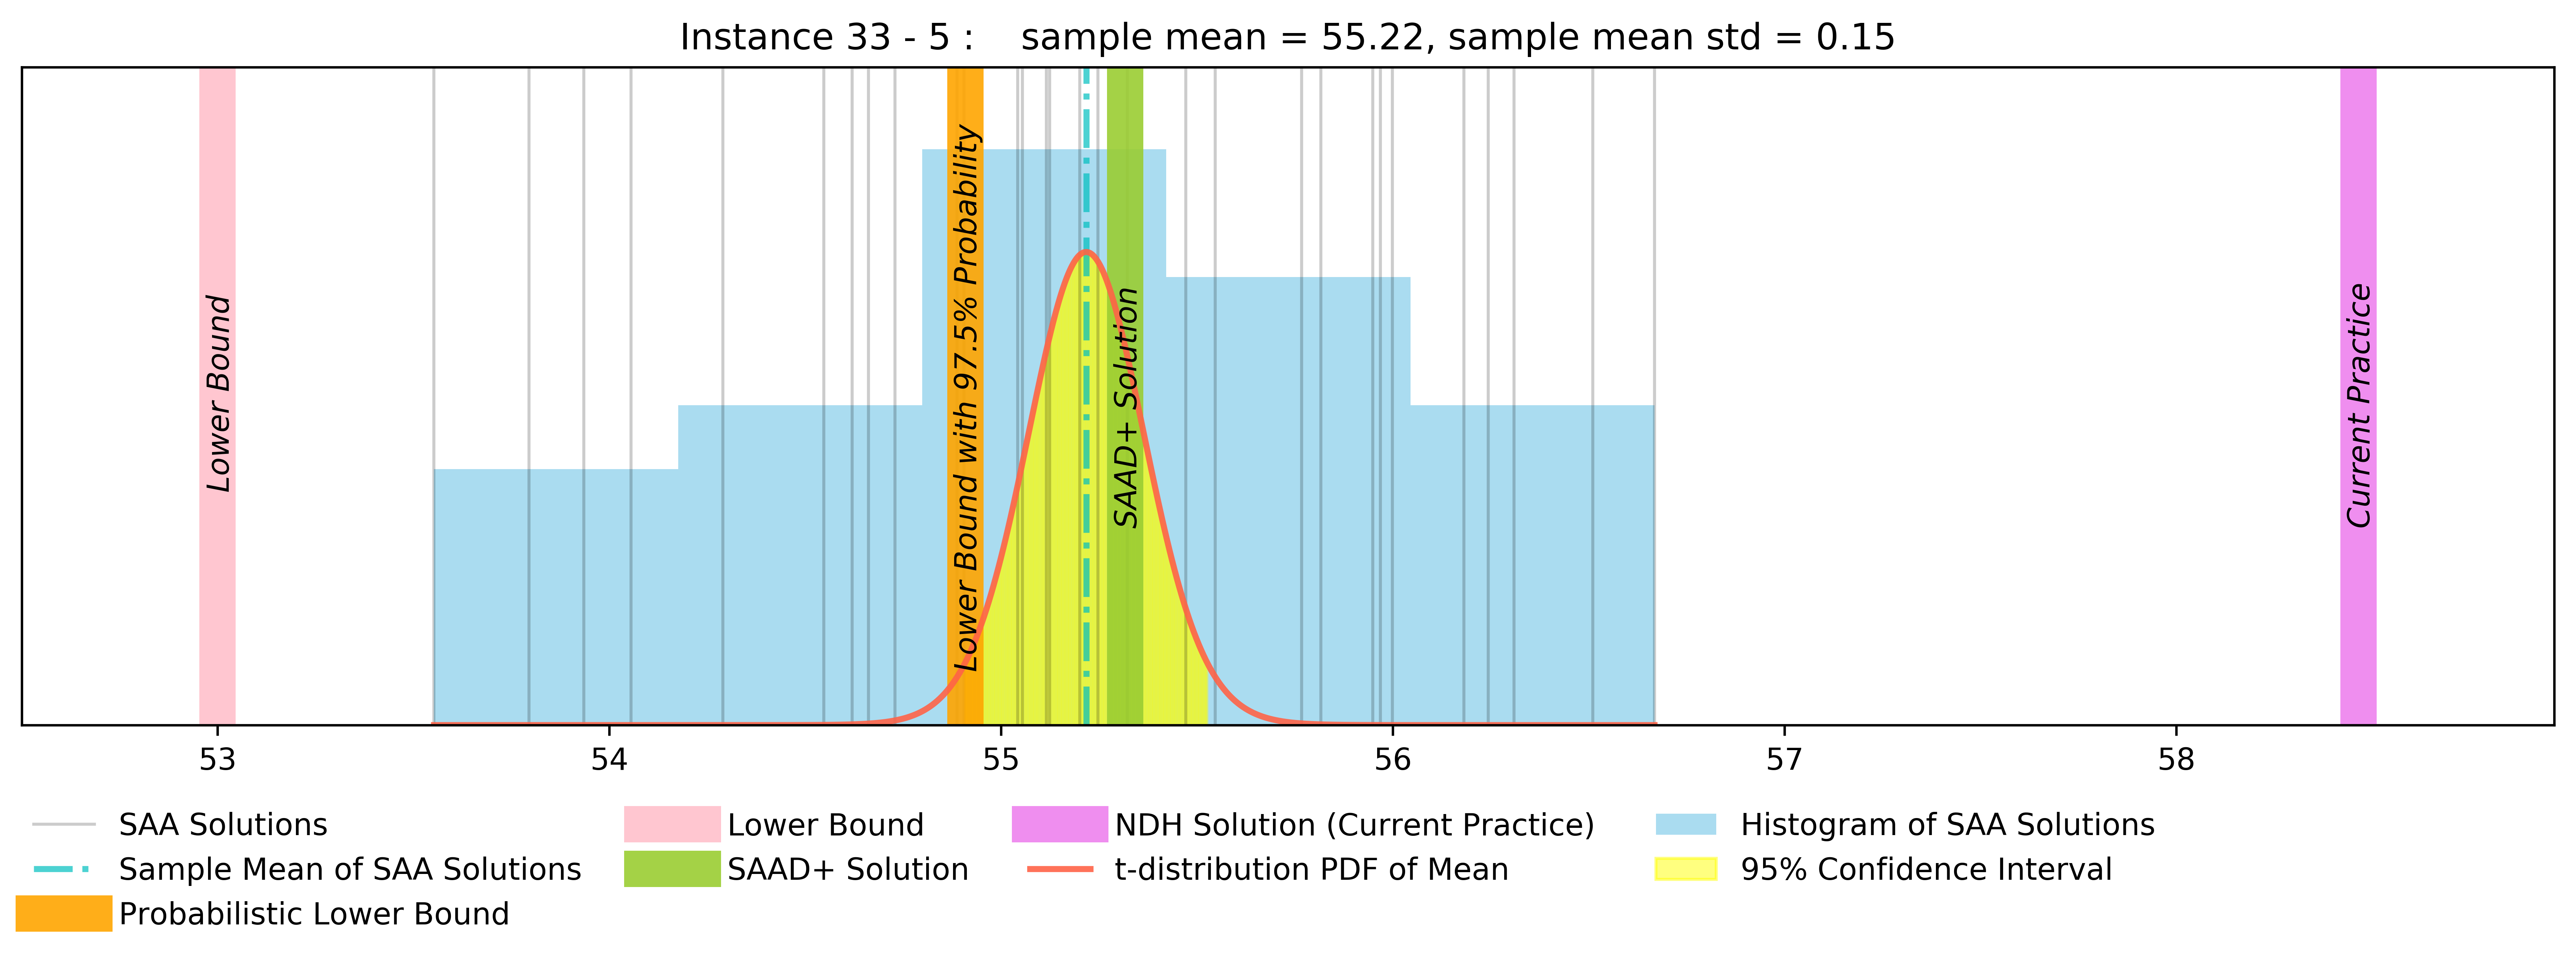 Instance 33 - 5 :    sample mean = 55.22, sample mean std = 0.15
Lower Bound
Lower Bound with 97.5% Probability
SAAD+ Solution
Current Practice
53 54 55 56 57 58
SAA Solutions
Sample Mean of SAA Solutions
Probabilistic Lower Bound
Lower Bound
SAAD+ Solution
NDH Solution (Current Practice)
t-distribution PDF of Mean
Histogram of SAA Solutions
95% Confidence Interval